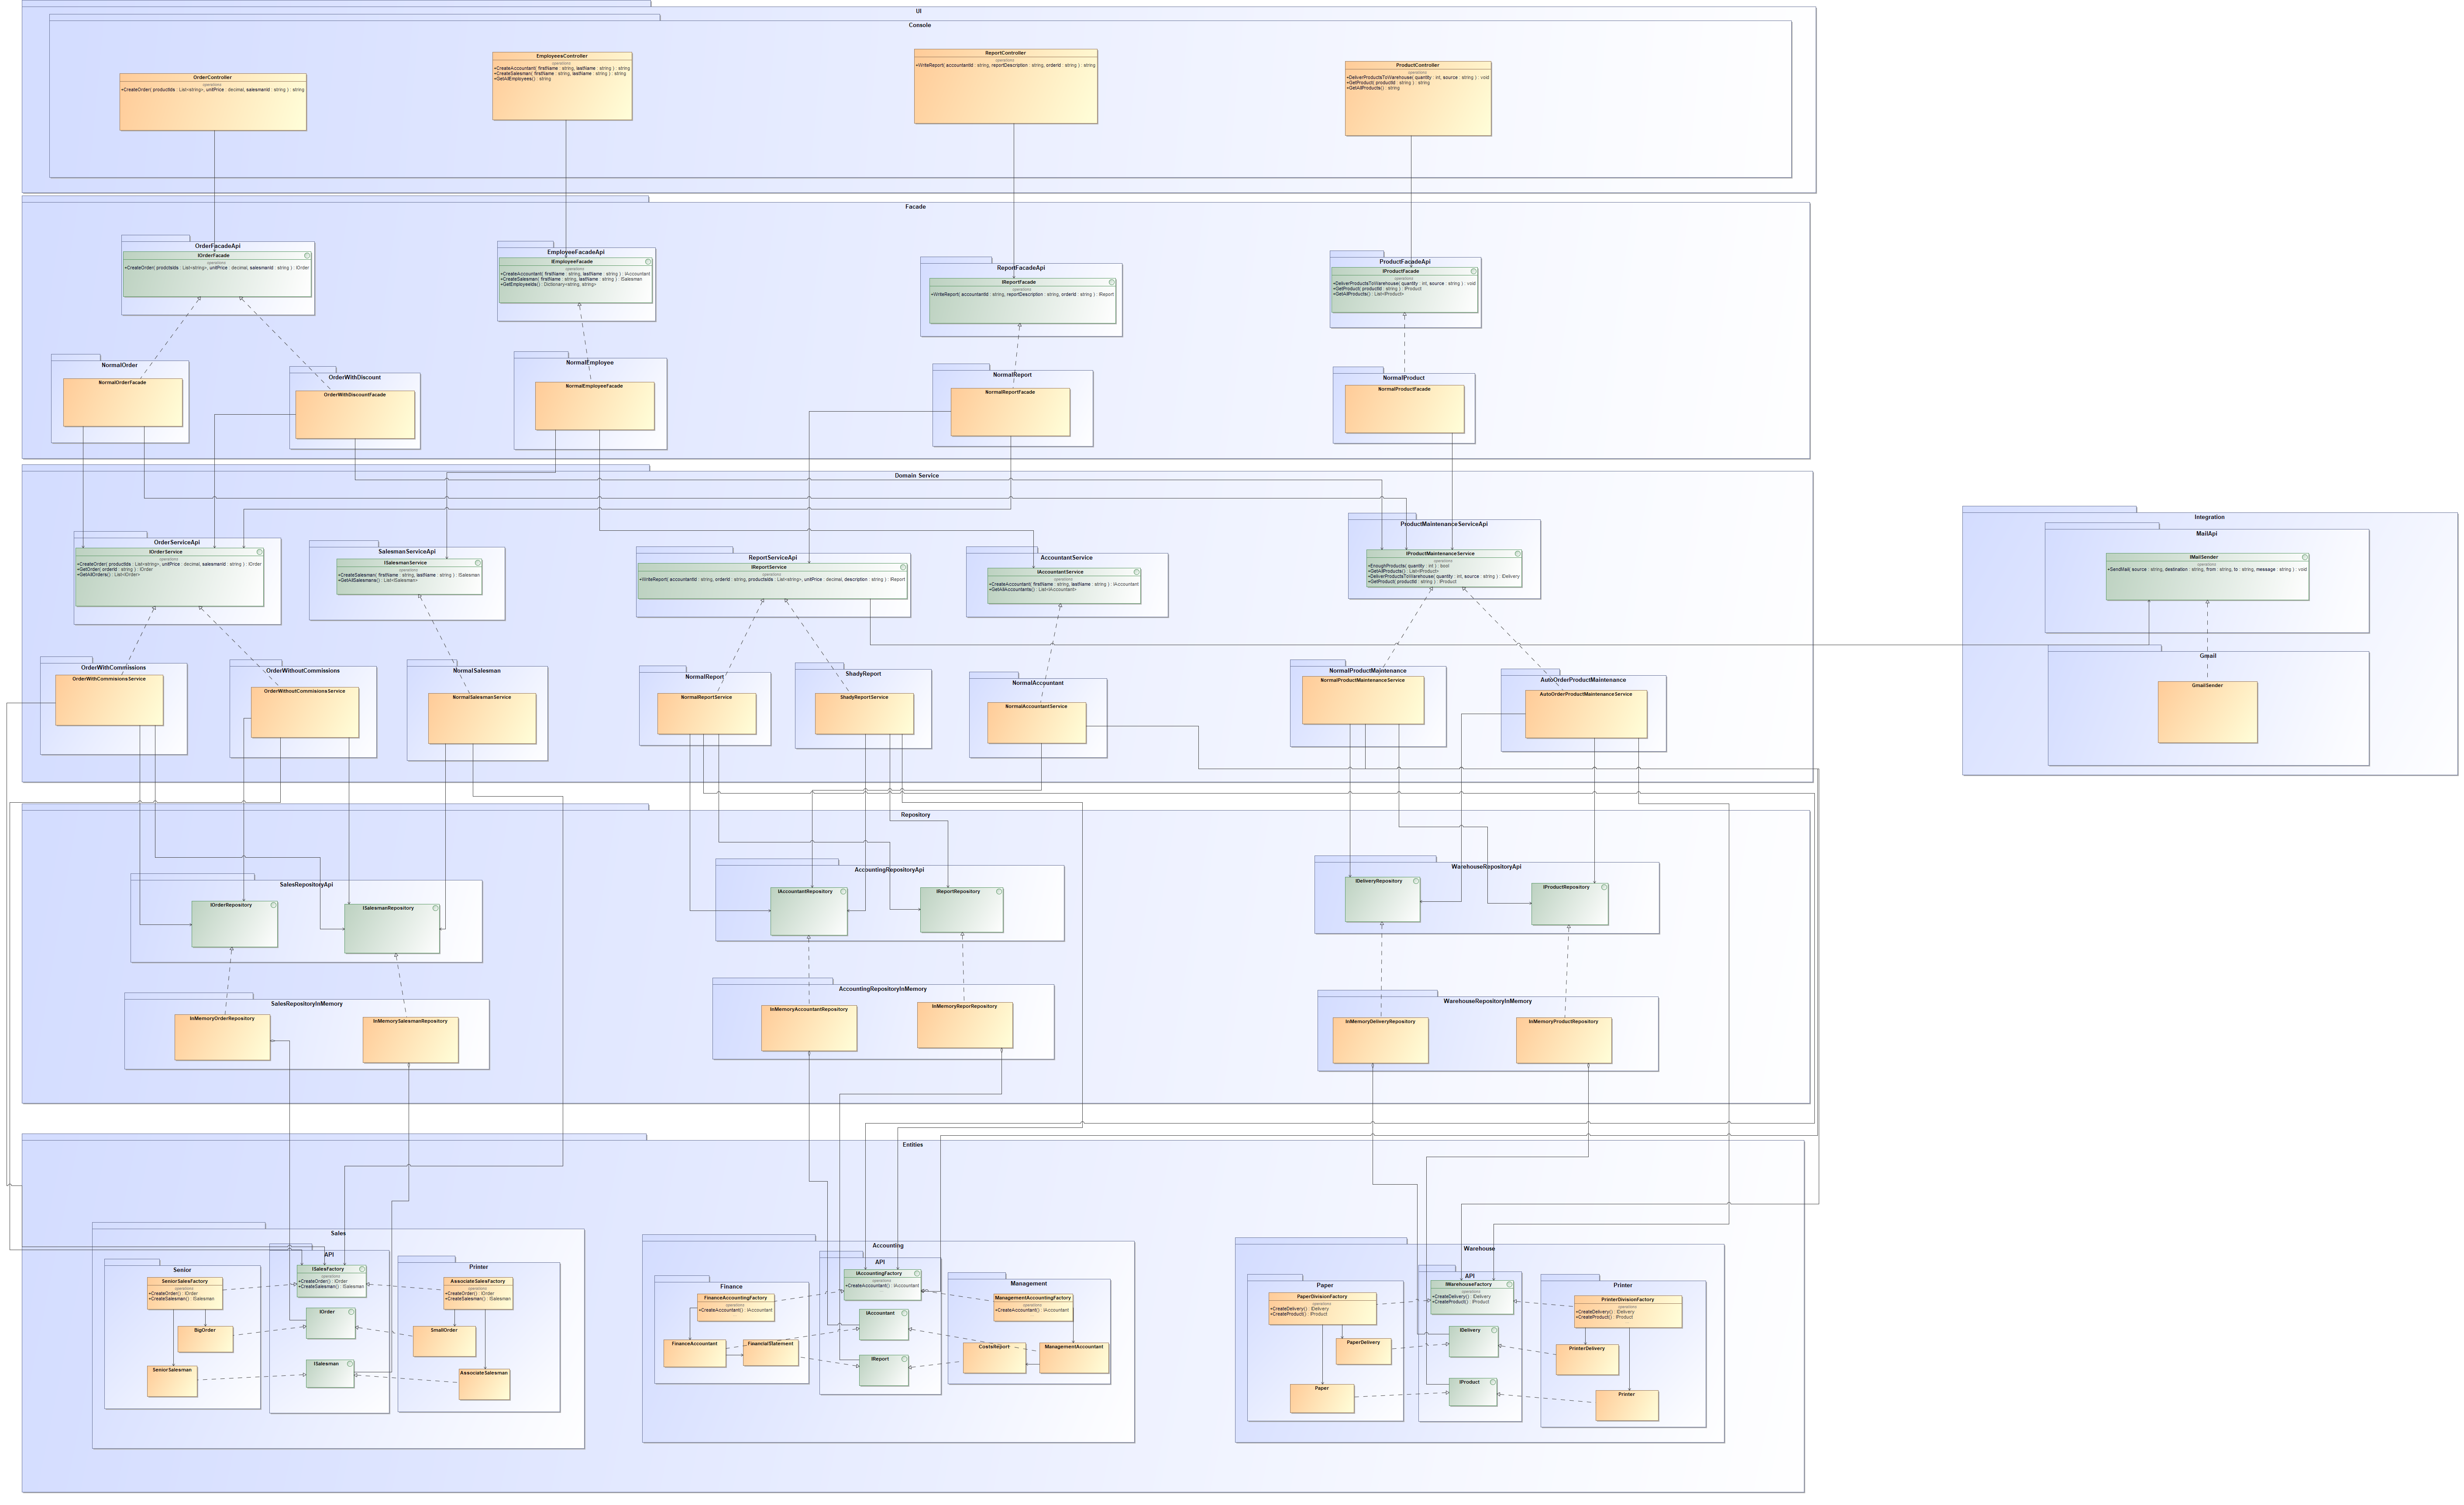 UI
Console
OrderController
operations
+CreateOrder( productIds : List<string>, unitPrice : decimal, salesmanId : string ) : string
EmployeesController
operations
+CreateAccountant( firstName : string, lastName : string ) : string
+CreateSalesman( firstName : string, lastName : string ) : string
+GetAllEmployees() : string
ReportController
operations
+WriteReport( accountantId : string, reportDescription : string, orderId : string ) : string
ProductController
operations
+DeliverProductsToWarehouse( quantity : int, source : string ) : void
+GetProduct( productId : string ) : string
+GetAllProducts() : string
Facade
OrderFacadeApi
IOrderFacade
operations
+CreateOrder( prodctsIds : List<string>, unitPrice : decimal, salesmanId : string ) : IOrder
EmployeeFacadeApi
IEmployeeFacade
operations
+CreateAccountant( firstName : string, lastName : string ) : IAccountant
+CreateSalesman( firstName : string, lastName : string ) : ISalesman
+GetEmployeeIds() : Dictionary<string, string>
ReportFacadeApi
IReportFacade
operations
+WriteReport( accountantId : string, reportDescription : string, orderId : string ) : IReport
ProductFacadeApi
IProductFacade
operations
+DeliverProductsToWarehouse( quantity : int, source : string ) : void
+GetProduct( productId : string ) : IProduct
+GetAllProducts() : List<IProduct>
NormalOrder
NormalOrderFacade
OrderWithDiscount
OrderWithDiscountFacade
NormalEmployee
NormalEmployeeFacade
NormalReport
NormalReportFacade
NormalProduct
NormalProductFacade
Domain Service
OrderServiceApi
IOrderService
operations
+CreateOrder( productIds : List<string>, unitPrice : decimal, salesmanId : string ) : IOrder
+GetOrder( orderId : string ) : IOrder
+GetAllOrders() : List<IOrder>
SalesmanServiceApi
ISalesmanService
operations
+CreateSalesman( firstName : string, lastName : string ) : ISalesman
+GetAllSalesmans() : List<ISalesman>
ReportServiceApi
IReportService
operations
+WriteReport( accountantId : string, orderId : string, productsIds : List<string>, unitPrice : decimal, description : string ) : IReport
AccountantService
IAccountantService
operations
+CreateAccountant( firstName : string, lastName : string ) : IAccountant
+GetAllAccountants() : List<IAccountant>
ProductMaintenanceServiceApi
IProductMaintenanceService
operations
+EnoughProducts( quantity : int ) : bool
+GetAllProducts() : List<IProduct>
+DeliverProductsToWarehouse( quantity : int, source : string ) : IDelivery
+GetProduct( productId : string ) : IProduct
OrderWithCommissions
OrderWithCommisionsService
OrderWithoutCommissions
OrderWithoutCommisionsService
NormalSalesman
NormalSalesmanService
NormalReport
NormalReportService
ShadyReport
ShadyReportService
NormalAccountant
NormalAccountantService
NormalProductMaintenance
NormalProductMaintenanceService
AutoOrderProductMaintenance
AutoOrderProductMaintenanceService
Integration
MailApi
IMailSender
operations
+SendMail( source : string, destination : string, from : string, to : string, message : string ) : void
Gmail
GmailSender
Repository
SalesRepositoryApi
IOrderRepository
ISalesmanRepository
AccountingRepositoryApi
IAccountantRepository
IReportRepository
WarehouseRepositoryApi
IDeliveryRepository
IProductRepository
SalesRepositoryInMemory
InMemoryOrderRepository
InMemorySalesmanRepository
AccountingRepositoryInMemory
InMemoryAccountantRepository
InMemoryReporRepository
WarehouseRepositoryInMemory
InMemoryDeliveryRepository
InMemoryProductRepository
Entities
Sales
Senior
SeniorSalesFactory
operations
+CreateOrder() : IOrder
+CreateSalesman() : ISalesman
BigOrder
SeniorSalesman
API
ISalesFactory
operations
+CreateOrder() : IOrder
+CreateSalesman() : ISalesman
IOrder
ISalesman
Printer
AssociateSalesFactory
operations
+CreateOrder() : IOrder
+CreateSalesman() : ISalesman
SmallOrder
AssociateSalesman
Accounting
Finance
FinanceAccountingFactory
operations
+CreateAccountant() : IAccountant
FinanceAccountant
FinancialStatement
API
IAccountingFactory
operations
+CreateAccountant() : IAccountant
IAccountant
IReport
Management
ManagementAccountingFactory
operations
+CreateAccountant() : IAccountant
CostsReport
ManagementAccountant
Warehouse
Paper
PaperDivisionFactory
operations
+CreateDelivery() : IDelivery
+CreateProduct() : IProduct
PaperDelivery
Paper
API
IWarehouseFactory
operations
+CreateDelivery() : IDelivery
+CreateProduct() : IProduct
IDelivery
IProduct
Printer
PrinterDivisionFactory
operations
+CreateDelivery() : IDelivery
+CreateProduct() : IProduct
PrinterDelivery
Printer